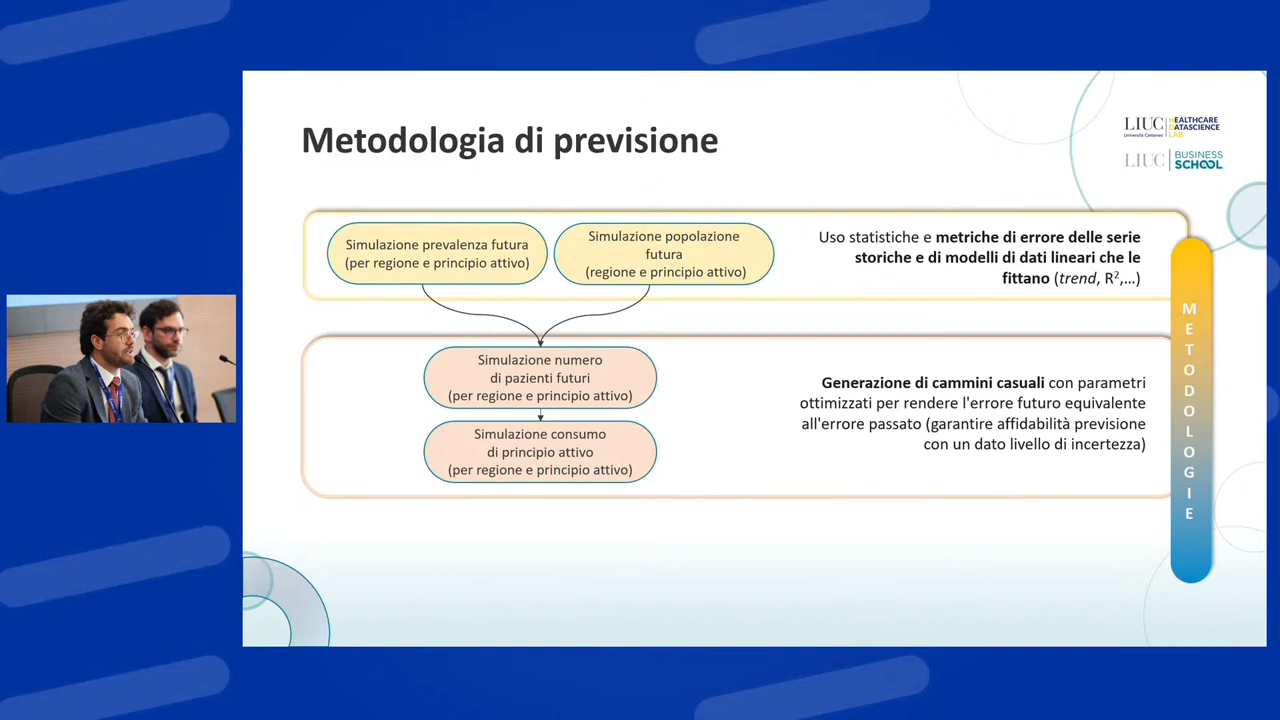 Metodologia di previsione
LIUC
Università Cattaneo
HEALTHCARE
DATASCIENCE
LAB
LIUC
BUSINESS
SCHOOL
Simulazione prevalenza futura
(per regione e principio attivo)
Simulazione popolazione
futura
(regione e principio attivo)
Uso statistiche e metriche di errore delle serie
storiche e di modelli di dati lineari che le
fittano (trend, R²,...)
Simulazione numero
di pazienti futuri
(per regione e principio attivo)
Simulazione consumo
di principio attivo
(per regione e principio attivo)
Generazione di cammini casuali con parametri
ottimizzati per rendere l'errore futuro equivalente
all'errore passato (garantire affidabilità previsione
con un dato livello di incertezza)
METODOLOGIE